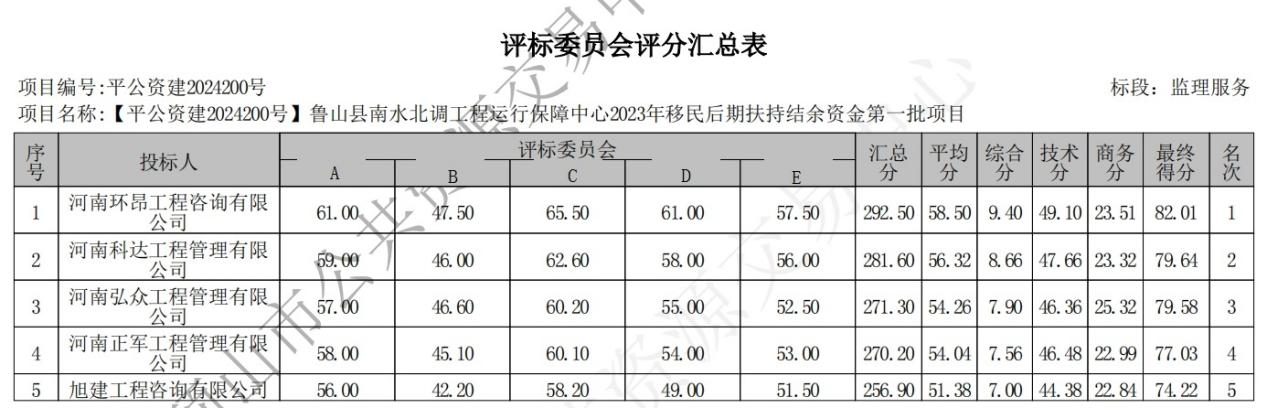 评标委员会评分汇总表
项目编号:平公资建2024200号 标段：监理服务
项目名称:【平公资建2024200号】鲁山县南水北调工程运行保障中心2023年移民后期扶持结余资金第一批项目
序号 投标人 评标委员会 汇总分 平均分 综合分 技术分 商务分 最终得分 名次
A B C D E
1 河南环昂工程咨询有限公司 61.00 47.50 65.50 61.00 57.50 292.50 58.50 9.40 49.10 23.51 82.01 1
2 河南科达工程管理有限公司 59.00 46.00 62.60 58.00 56.00 281.60 56.32 8.66 47.66 23.32 79.64 2
3 河南弘众工程管理有限公司 57.00 46.60 60.20 55.00 52.50 271.30 54.26 7.90 46.36 25.32 79.58 3
4 河南正军工程管理有限公司 58.00 45.10 60.10 54.00 53.00 270.20 54.04 7.56 46.48 22.99 77.03 4
5 旭建工程咨询有限公司 56.00 42.20 58.20 49.00 51.50 256.90 51.38 7.00 44.38 22.84 74.22 5
山市公共资源交易中
资源交易中心